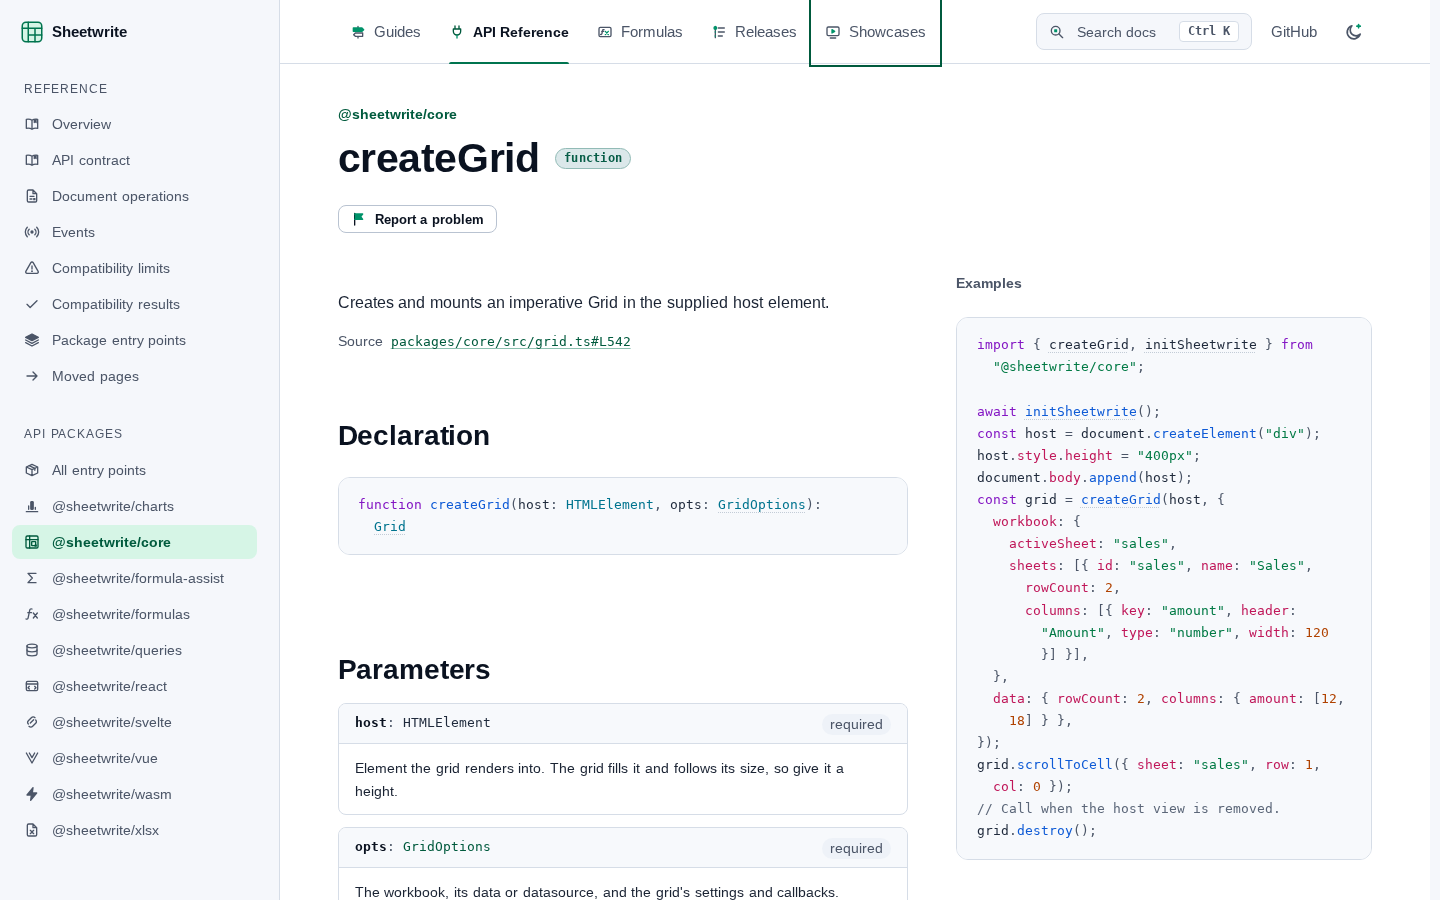 Sheetwrite
Guides
API Reference
Formulas
Releases
Showcases
Search docs
Ctrl K
GitHub
REFERENCE
Overview
API contract
Document operations
Events
Compatibility limits
Compatibility results
Package entry points
Moved pages
API PACKAGES
All entry points
@sheetwrite/charts
@sheetwrite/core
@sheetwrite/formula-assist
@sheetwrite/formulas
@sheetwrite/queries
@sheetwrite/react
@sheetwrite/svelte
@sheetwrite/vue
@sheetwrite/wasm
@sheetwrite/xlsx
@sheetwrite/core
createGrid function
Report a problem
Creates and mounts an imperative Grid in the supplied host element.
Source packages/core/src/grid.ts#L542
Declaration
function createGrid(host: HTMLElement, opts: GridOptions):
Grid
Parameters
host: HTMLElement required
Element the grid renders into. The grid fills it and follows its size, so give it a
height.
opts: GridOptions required
The workbook, its data or datasource, and the grid's settings and callbacks.
Examples
import { createGrid, initSheetwrite } from
"@sheetwrite/core";
await initSheetwrite();
const host = document.createElement("div");
host.style.height = "400px";
document.body.append(host);
const grid = createGrid(host, {
workbook: {
activeSheet: "sales",
sheets: [{ id: "sales", name: "Sales",
rowCount: 2,
columns: [{ key: "amount", header:
"Amount", type: "number", width: 120
}] }],
},
data: { rowCount: 2, columns: { amount: [12,
18] } },
});
grid.scrollToCell({ sheet: "sales", row: 1,
col: 0 });
// Call when the host view is removed.
grid.destroy();